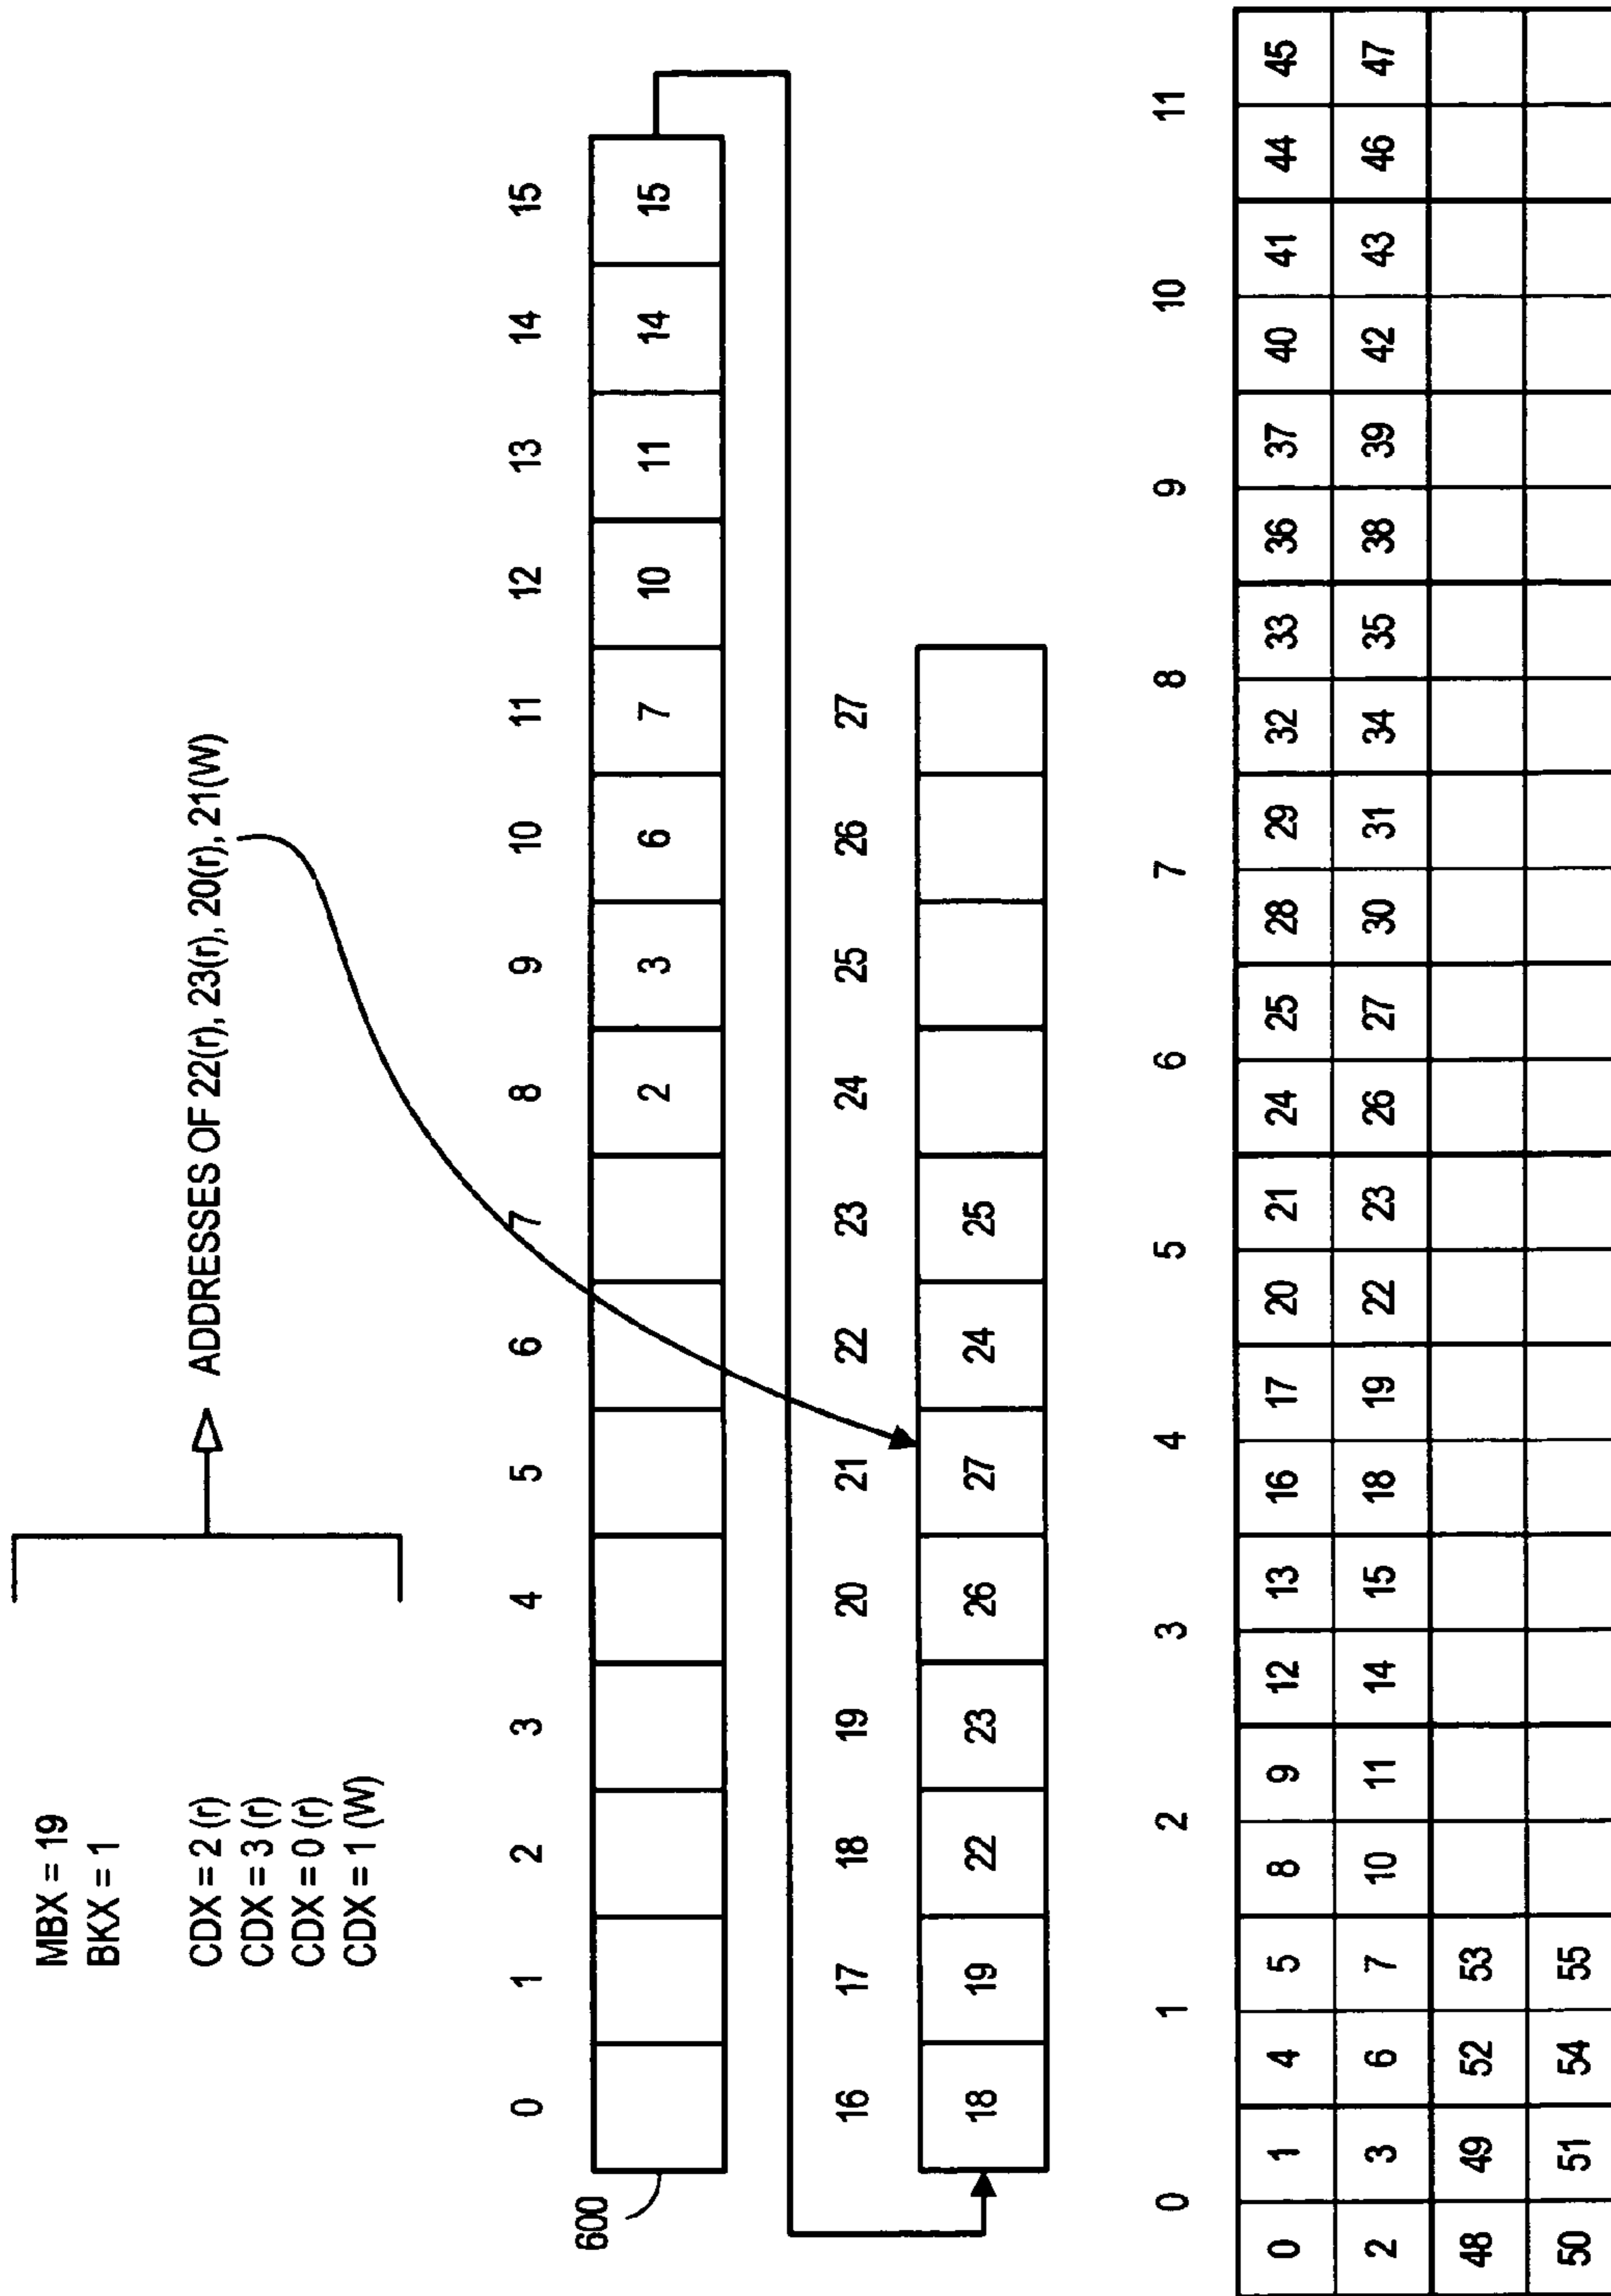 MBX = 19
BKX = 1
CDX = 2 (r)
CDX = 3 (r)
CDX = 0 (r)
CDX = 1 (W)
ADDRESSES OF 22(r), 23(r), 20(r), 21(W)
0 1 2 3 4 5 6 7 8 9 10 11 12 13 14 15
600
2 3 6 7 10 11 14 15
16 17 18 19 20 21 22 23 24 25 26 27
18 19 22 23 26 27 24 25
0 1 2 3 4 5 6 7 8 9 10 11
0 1 4 5 8 9 12 13 16 17 20 21 24 25 28 29 32 33 36 37 40 41 44 45
2 3 6 7 10 11 14 15 18 19 22 23 26 27 30 31 34 35 38 39 42 43 46 47
48 49 52 53
50 51 54 55